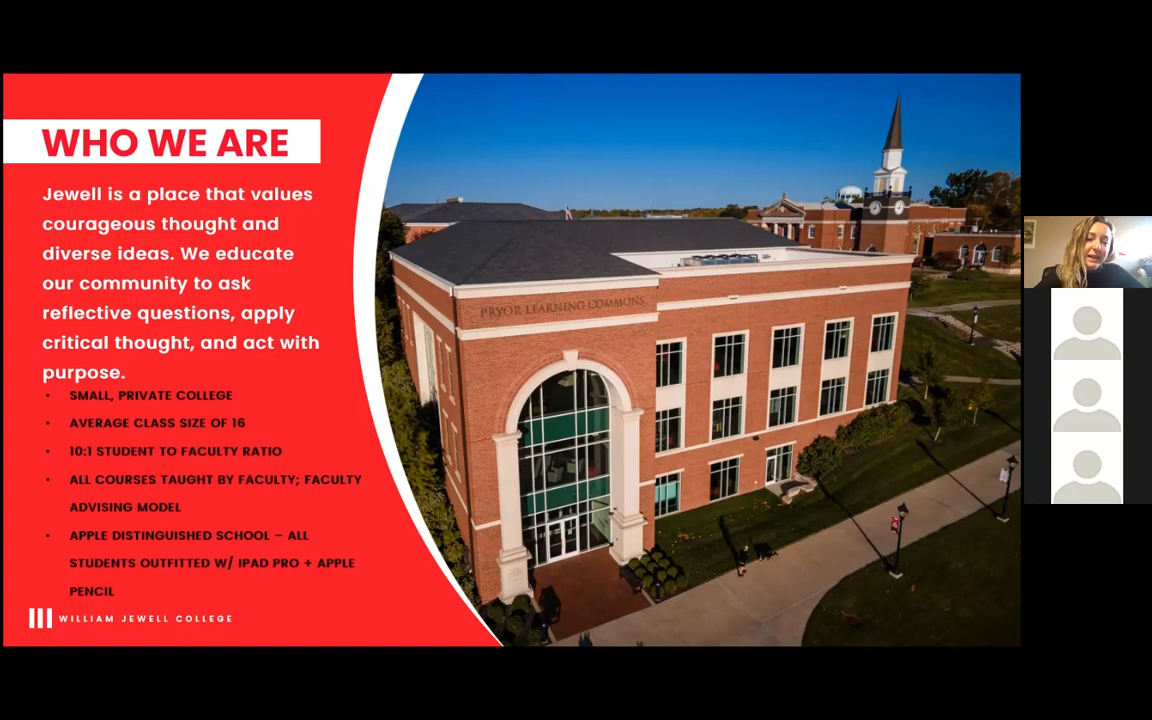 WHO WE ARE
Jewell is a place that values
courageous thought and
diverse ideas. We educate
our community to ask
reflective questions, apply
critical thought, and act with
purpose.
• SMALL, PRIVATE COLLEGE
• AVERAGE CLASS SIZE OF 16
• 10:1 STUDENT TO FACULTY RATIO
• ALL COURSES TAUGHT BY FACULTY; FACULTY
ADVISING MODEL
• APPLE DISTINGUISHED SCHOOL – ALL
STUDENTS OUTFITTED W/ IPAD PRO + APPLE
PENCIL
WILLIAM JEWELL COLLEGE
PRYOR LEARNING COMMONS